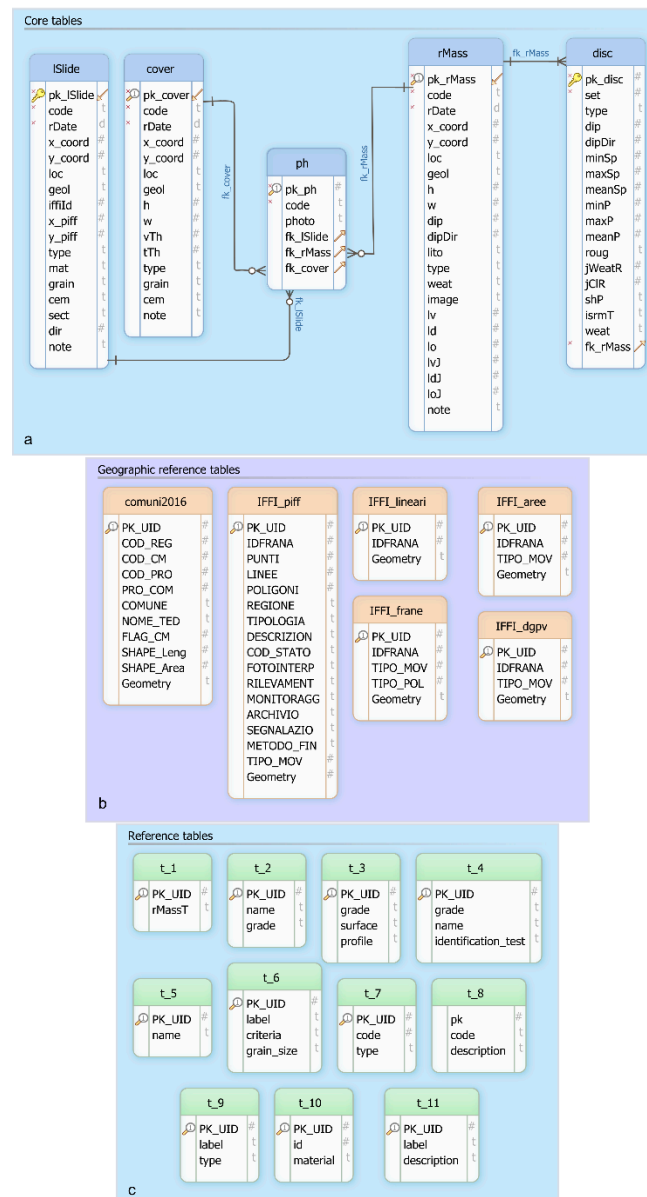 Core tables
lSlide
pk_lSlide #
code t
rDate d
x_coord #
y_coord #
loc t
geol t
iffiId #
x_piff #
y_piff #
type t
mat t
grain t
cem t
sect t
dir #
note t
cover
pk_cover #
code t
rDate d
x_coord #
y_coord #
loc t
geol t
h #
w #
vTh #
tTh #
type t
grain t
cem t
note t
fk_cover
ph
pk_ph #
code t
photo t
fk_lSlide
fk_rMass
fk_cover
fk_lSlide
fk_rMass
rMass
pk_rMass
code t
rDate d
x_coord #
y_coord #
loc t
geol t
h #
w #
dip #
dipDir #
lito t
type t
weat t
image t
lv #
ld #
lo #
lvJ #
ldJ #
loJ #
note t
fk_rMass
disc
pk_disc #
set #
type t
dip #
dipDir #
minSp #
maxSp #
meanSp #
minP #
maxP #
meanP #
roug t
jWeatR #
jClR #
shP t
isrmT t
weat t
fk_rMass
a
Geographic reference tables
comuni2016
PK_UID #
COD_REG #
COD_CM #
COD_PRO #
PRO_COM #
COMUNE t
NOME_TED t
FLAG_CM #
SHAPE_Leng #
SHAPE_Area #
Geometry t
IFFI_piff
PK_UID
IDFRANA
PUNTI
LINEE
POLIGONI
REGIONE
TIPOLOGIA
DESCRIZION
COD_STATO
FOTOINTERP
RILEVAMENT
MONITORAGG
ARCHIVIO
SEGNALAZIO
METODO_FIN
TIPO_MOV
Geometry
IFFI_lineari
PK_UID #
IDFRANA #
Geometry t
IFFI_frane
PK_UID #
IDFRANA #
TIPO_MOV #
TIPO_POL #
Geometry t
IFFI_aree
PK_UID #
IDFRANA #
TIPO_MOV #
Geometry t
IFFI_dgpv
PK_UID #
IDFRANA #
TIPO_MOV #
Geometry t
b
Reference tables
t_1
PK_UID #
rMassT t
t_2
PK_UID #
name t
grade t
t_3
PK_UID #
grade t
surface t
profile t
t_4
PK_UID #
grade t
name t
identification_test t
t_5
PK_UID #
name t
t_6
PK_UID #
label t
criteria t
grain_size t
t_7
PK_UID #
code t
type t
t_8
pk #
code t
description t
t_9
PK_UID #
label t
type t
t_10
PK_UID #
id t
material t
t_11
PK_UID #
label t
description t
c